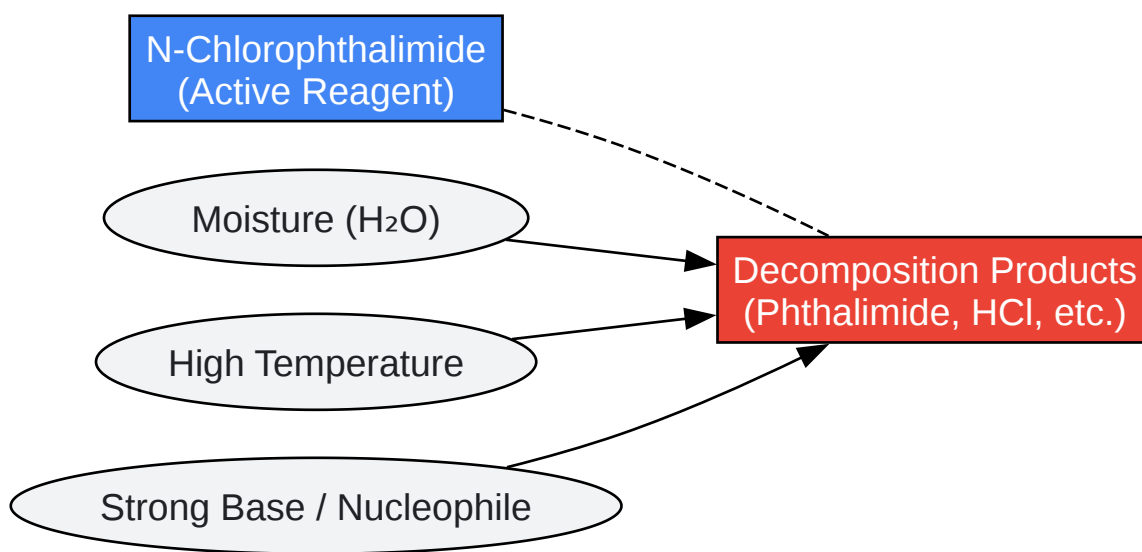 N-Chlorophthalimide
(Active Reagent)
Moisture (H₂O)
Decomposition Products
(Phthalimide, HCl, etc.)
High Temperature
Strong Base / Nucleophile